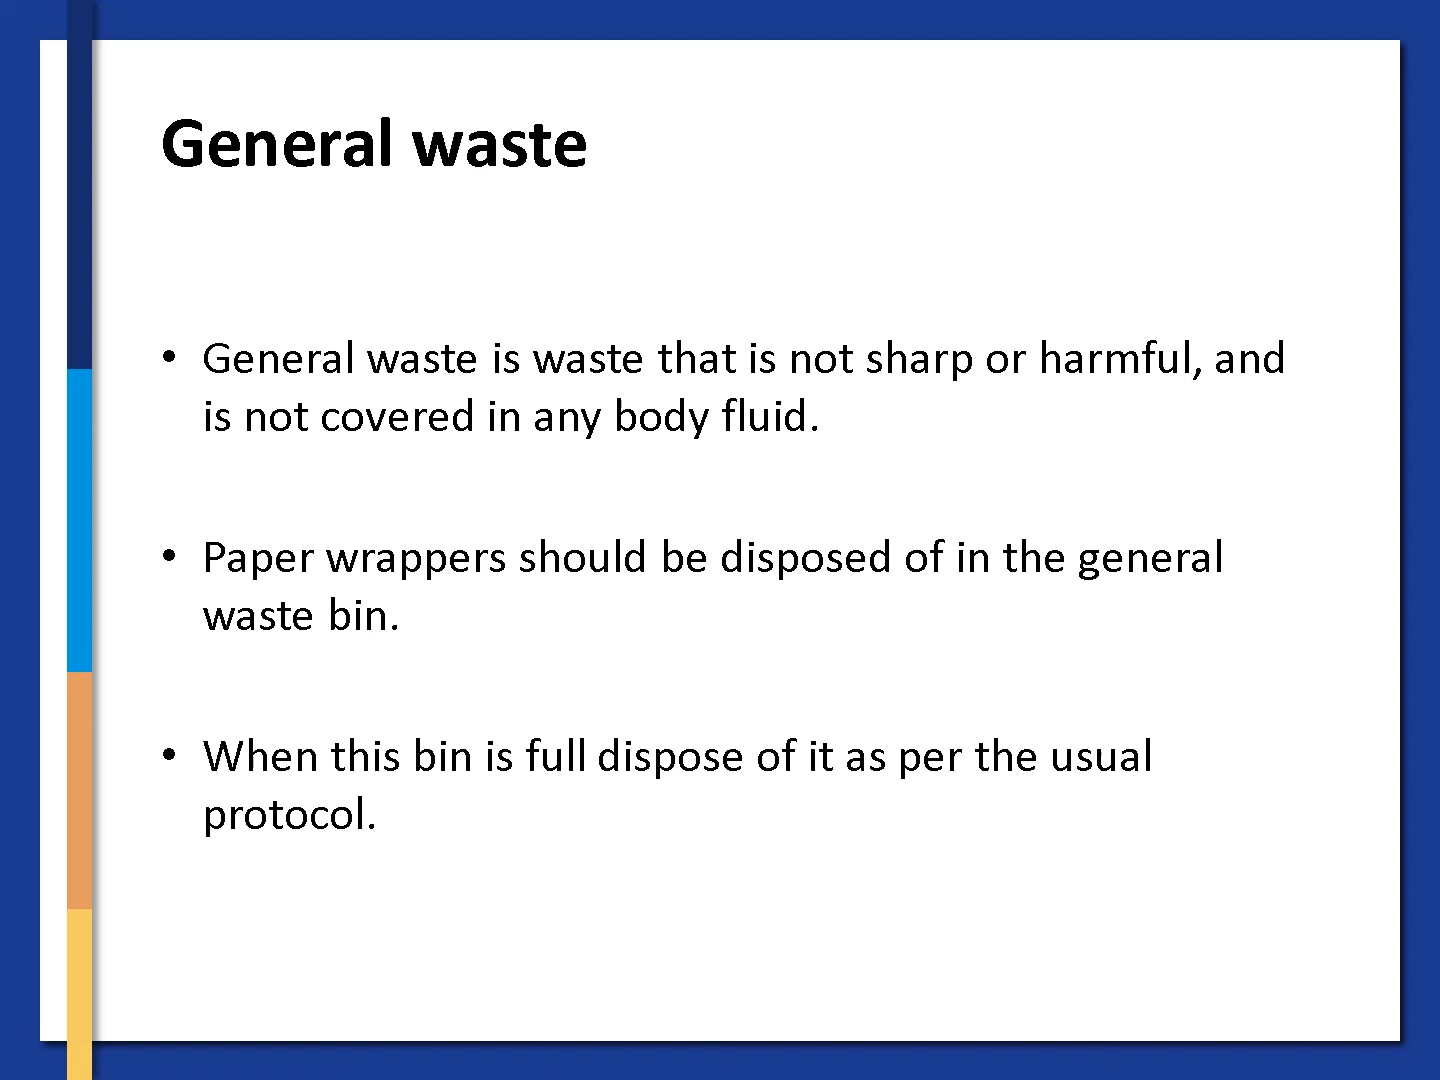 General waste
• General waste is waste that is not sharp or harmful, and
is not covered in any body fluid.
• Paper wrappers should be disposed of in the general
waste bin.
• When this bin is full dispose of it as per the usual
protocol.